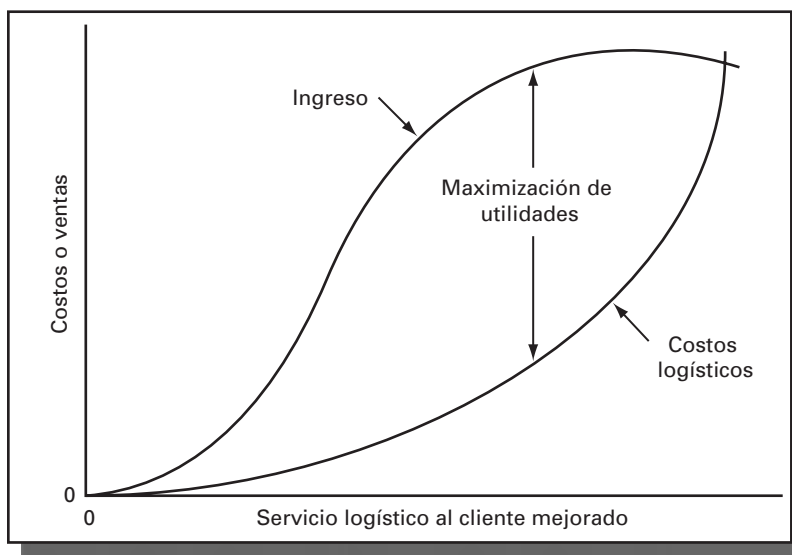 Ingreso
Maximización de
utilidades
Costos o ventas
Costos
logísticos
0
0
Servicio logístico al cliente mejorado